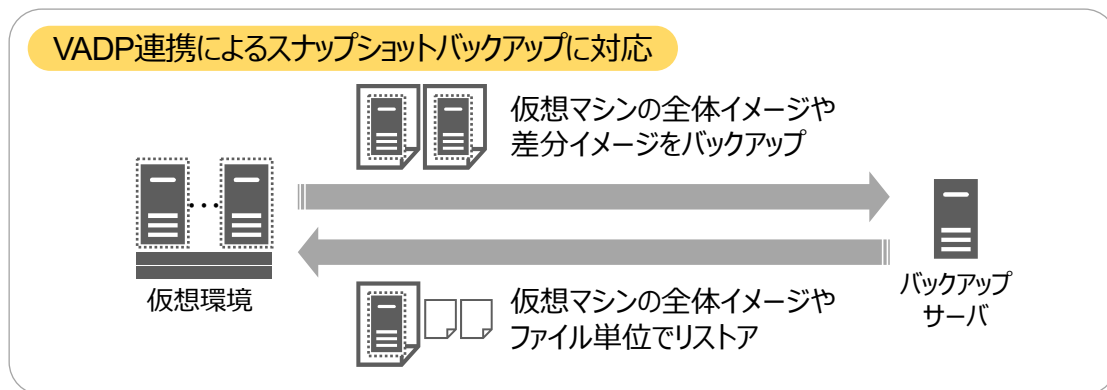 VADP連携によるスナップショットバックアップに対応
仮想マシンの全体イメージや
差分イメージをバックアップ
仮想環境
バックアップ
サーバ
仮想マシンの全体イメージや
ファイル単位でリストア